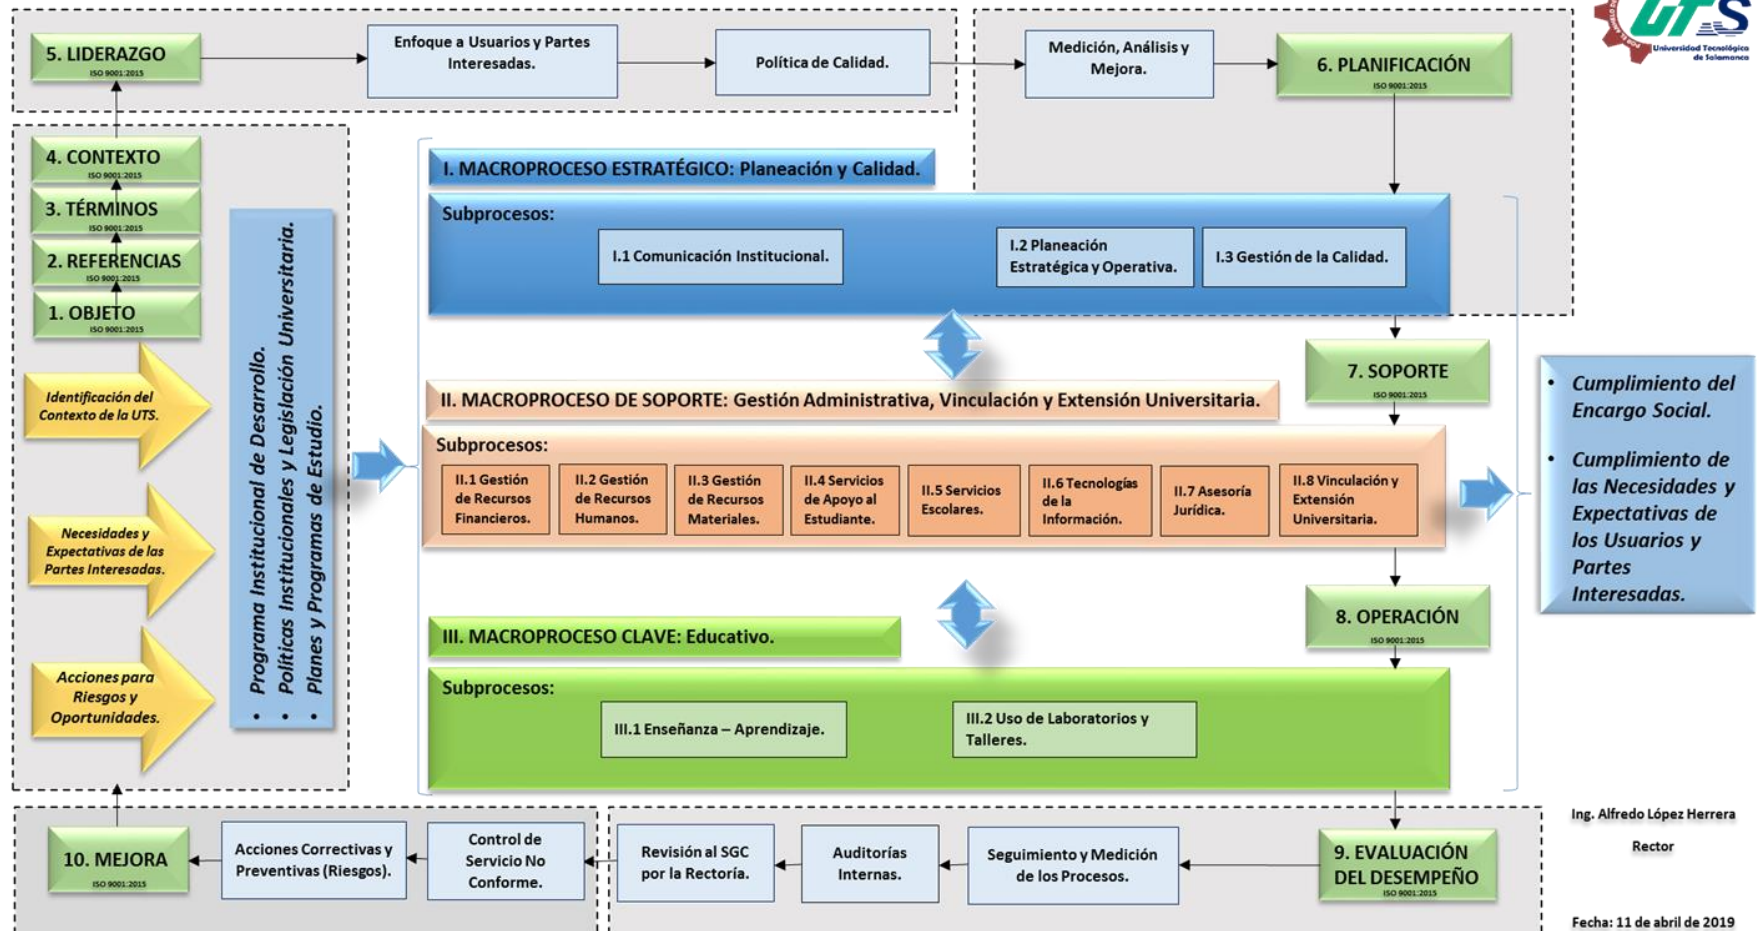 5. LIDERAZGO
ISO 9001:2015
Enfoque a Usuarios y Partes
Interesadas.
Política de Calidad.
Medición, Análisis y
Mejora.
6. PLANIFICACIÓN
ISO 9001:2015
UTS
Universidad Tecnológica
de Salamanca
4. CONTEXTO
ISO 9001:2015
3. TÉRMINOS
ISO 9001:2015
2. REFERENCIAS
ISO 9001:2015
1. OBJETO
ISO 9001:2015
Identificación del
Contexto de la UTS.
Necesidades y
Expectativas de las
Partes Interesadas.
Acciones para
Riesgos y
Oportunidades.
• Programa Institucional de Desarrollo.
• Políticas Institucionales y Legislación Universitaria.
• Planes y Programas de Estudio.
I. MACROPROCESO ESTRATÉGICO: Planeación y Calidad.
Subprocesos:
I.1 Comunicación Institucional.
I.2 Planeación
Estratégica y Operativa.
I.3 Gestión de la Calidad.
7. SOPORTE
ISO 9001:2015
II. MACROPROCESO DE SOPORTE: Gestión Administrativa, Vinculación y Extensión Universitaria.
Subprocesos:
II.1 Gestión
de Recursos
Financieros.
II.2 Gestión
de Recursos
Humanos.
II.3 Gestión
de Recursos
Materiales.
II.4 Servicios
de Apoyo al
Estudiante.
II.5 Servicios
Escolares.
II.6 Tecnologías
de la
Información.
II.7 Asesoría
Jurídica.
II.8 Vinculación y
Extensión
Universitaria.
8. OPERACIÓN
ISO 9001:2015
III. MACROPROCESO CLAVE: Educativo.
Subprocesos:
III.1 Enseñanza – Aprendizaje.
III.2 Uso de Laboratorios y
Talleres.
• Cumplimiento del
Encargo Social.
• Cumplimiento de
las Necesidades y
Expectativas de
los Usuarios y
Partes
Interesadas.
10. MEJORA
ISO 9001:2015
Acciones Correctivas y
Preventivas (Riesgos).
Control de
Servicio No
Conforme.
Revisión al SGC
por la Rectoría.
Auditorías
Internas.
Seguimiento y Medición
de los Procesos.
9. EVALUACIÓN
DEL DESEMPEÑO
ISO 9001:2015
Ing. Alfredo López Herrera
Rector
Fecha: 11 de abril de 2019